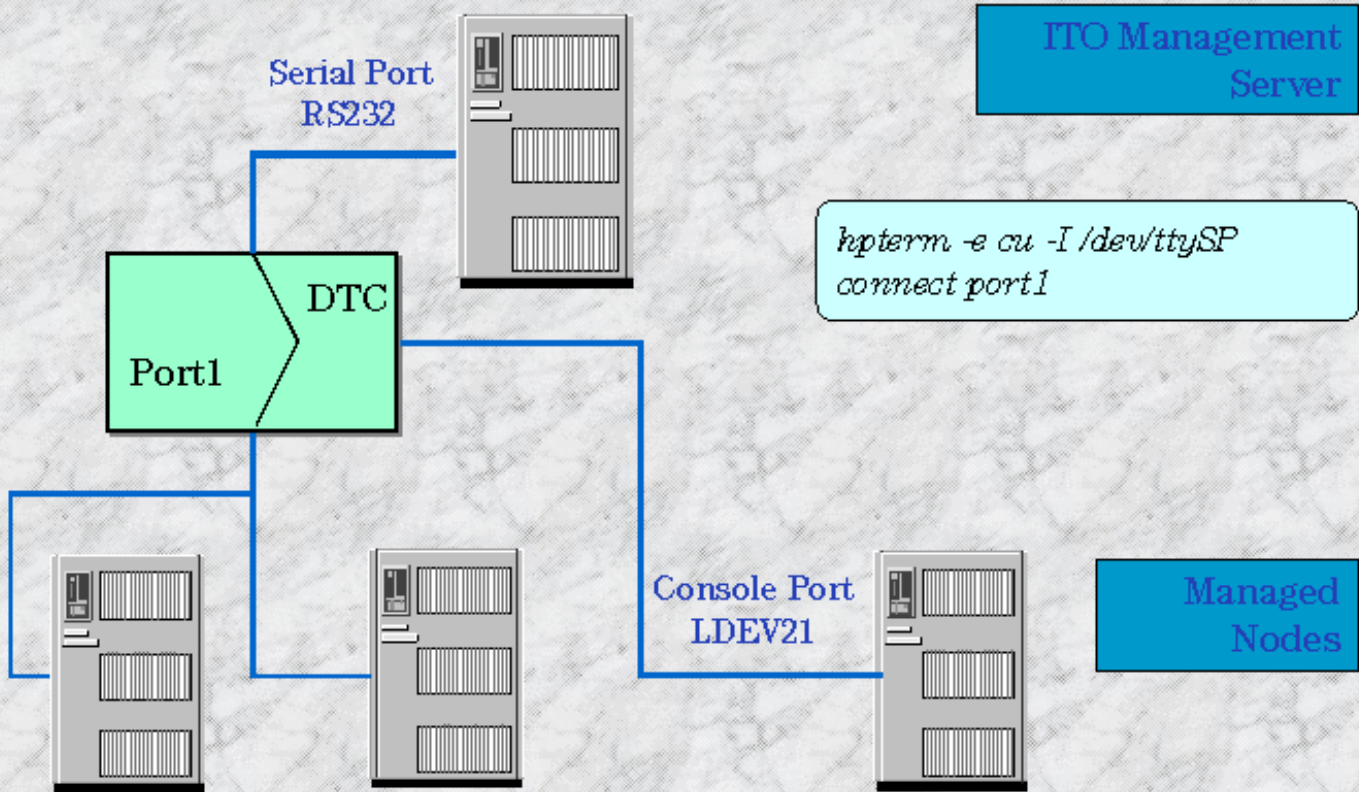 ITO Management
Server
Serial Port
RS232
hpterm -e cu -I /dev/ttySP
connect port1
DTC
Port1
Console Port
LDEV21
Managed
Nodes